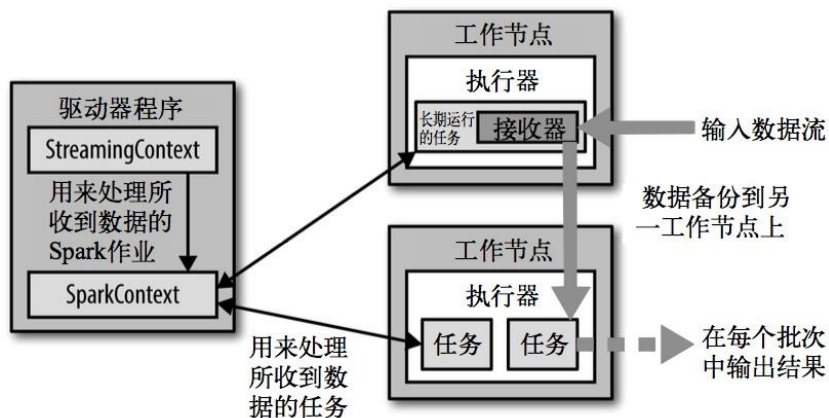 驱动器程序
StreamingContext
用来处理所
收到数据的
Spark作业
SparkContext
用来处理
所收到数
据的任务
工作节点
执行器
长期运行
的任务
接收器
输入数据流
数据备份到另
一工作节点上
工作节点
执行器
任务
任务
在每个批次
中输出结果